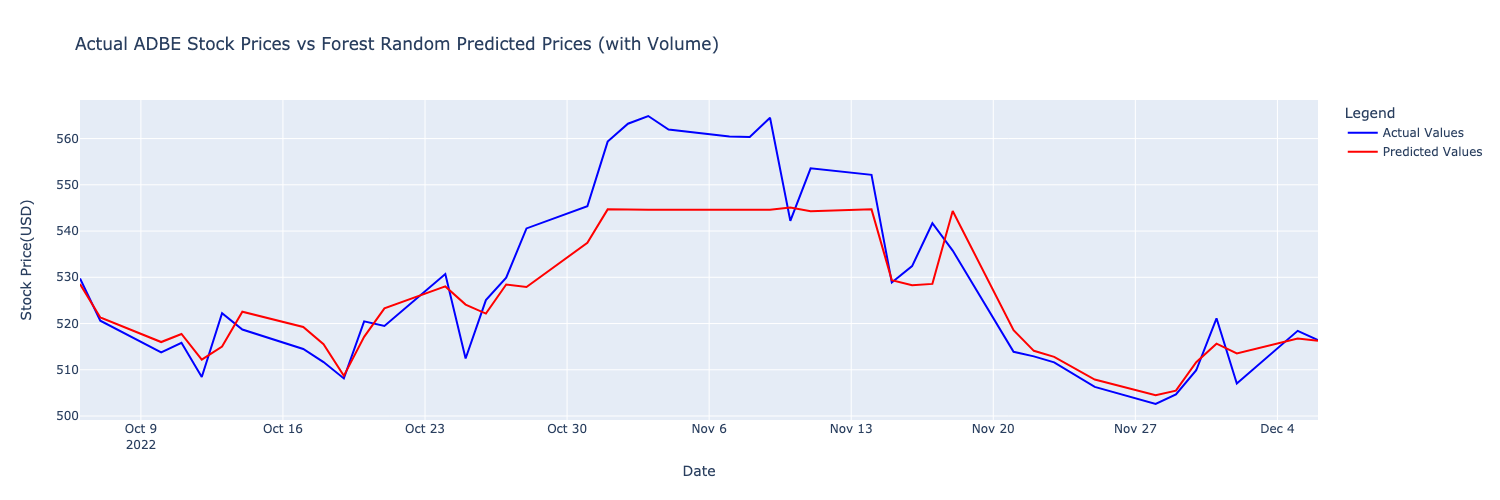 Actual ADBE Stock Prices vs Forest Random Predicted Prices (with Volume)
Legend
Actual Values
Predicted Values
Stock Price(USD)
560
550
540
530
520
510
500
Oct 9
2022
Oct 16
Oct 23
Oct 30
Nov 6
Nov 13
Nov 20
Nov 27
Dec 4
Date